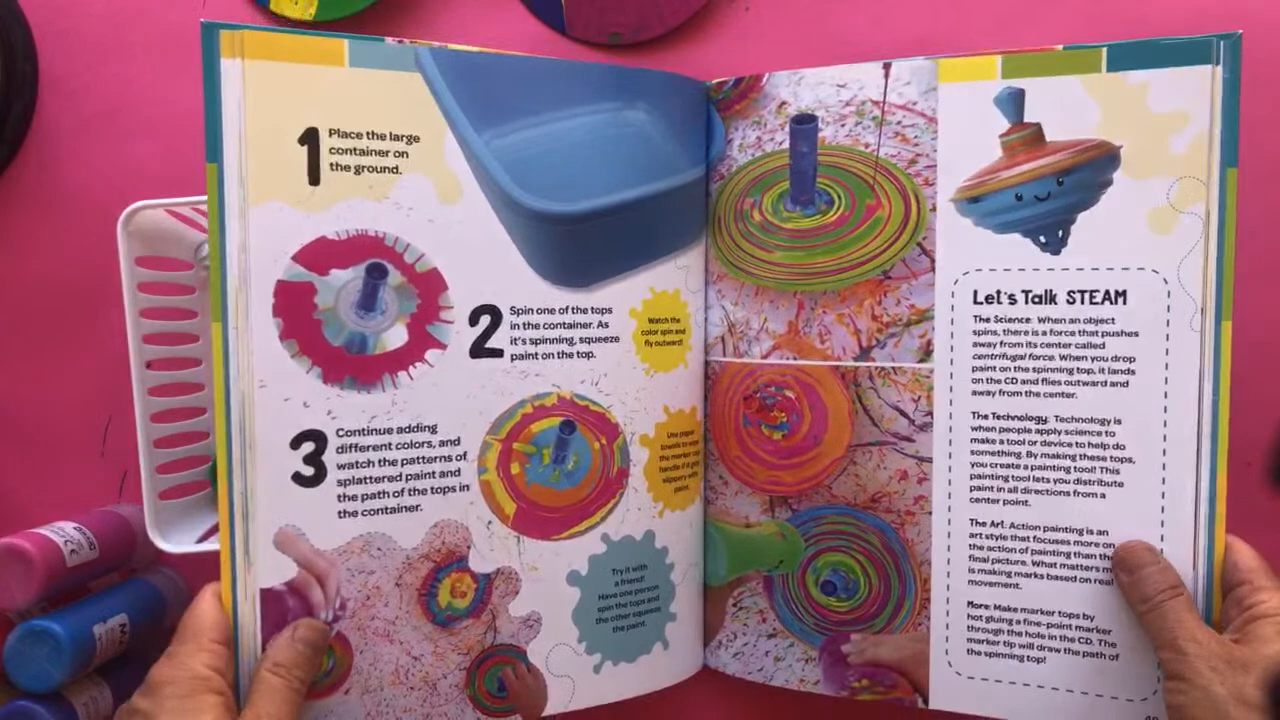 1
Place the large
container on
the ground.
2
Spin one of the tops
in the container. As
it's spinning, squeeze
paint on the top.
Watch the
color spin and
fly outward!
3
Continue adding
different colors, and
watch the patterns of
splattered paint and
the path of the tops in
the container.
Use paper
towels to wipe
the marker cap
handle if it gets
slippery with
paint.
Try it with
a friend!
Have one person
spin the tops and
the other squeeze
the paint.
Let's Talk STEAM
The Science: When an object
spins, there is a force that pushes
away from its center called
centrifugal force. When you drop
paint on the spinning top, it lands
on the CD and flies outward and
away from the center.
The Technology: Technology is
when people apply science to
make a tool or device to help do
something. By making these tops,
you create a painting tool! This
painting tool lets you distribute
paint in all directions from a
center point.
The Art: Action painting is an
art style that focuses more on
the action of painting than the
final picture. What matters
is making marks based on real
movement.
More: Make marker tops by
hot gluing a fine-point marker
through the hole in the CD. The
marker tip will draw the path of
the spinning top!